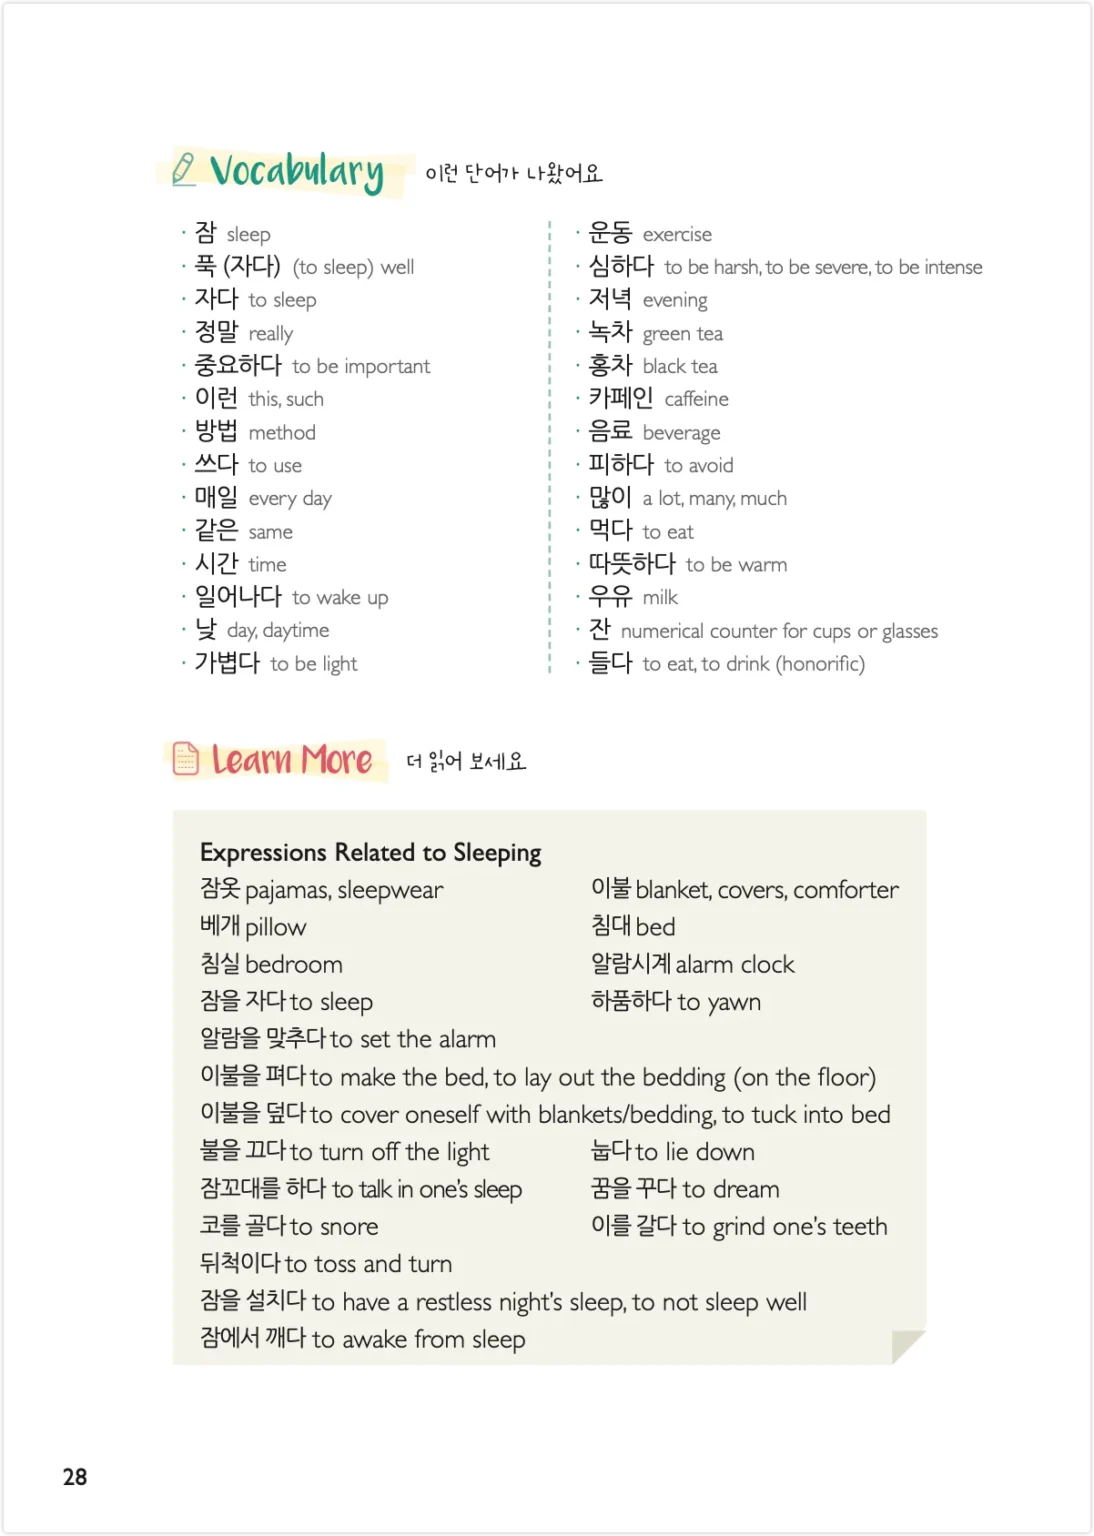 Vocabulary 이런 단어가 나왔어요
· 잠 sleep
· 푹 (자다) (to sleep) well
· 자다 to sleep
· 정말 really
· 중요하다 to be important
· 이런 this, such
· 방법 method
· 쓰다 to use
· 매일 every day
· 같은 same
· 시간 time
· 일어나다 to wake up
· 낮 day, daytime
· 가볍다 to be light
· 운동 exercise
· 심하다 to be harsh, to be severe, to be intense
· 저녁 evening
· 녹차 green tea
· 홍차 black tea
· 카페인 caffeine
· 음료 beverage
· 피하다 to avoid
· 많이 a lot, many, much
· 먹다 to eat
· 따뜻하다 to be warm
· 우유 milk
· 잔 numerical counter for cups or glasses
· 들다 to eat, to drink (honorific)
Learn More 더 읽어 보세요
Expressions Related to Sleeping
잠옷 pajamas, sleepwear 이불 blanket, covers, comforter
베개 pillow 침대 bed
침실 bedroom 알람시계 alarm clock
잠을 자다 to sleep 하품하다 to yawn
알람을 맞추다 to set the alarm
이불을 펴다 to make the bed, to lay out the bedding (on the floor)
이불을 덮다 to cover oneself with blankets/bedding, to tuck into bed
불을 끄다 to turn off the light 눕다 to lie down
잠꼬대를 하다 to talk in one's sleep 꿈을 꾸다 to dream
코를 골다 to snore 이를 갈다 to grind one's teeth
뒤척이다 to toss and turn
잠을 설치다 to have a restless night's sleep, to not sleep well
잠에서 깨다 to awake from sleep
28